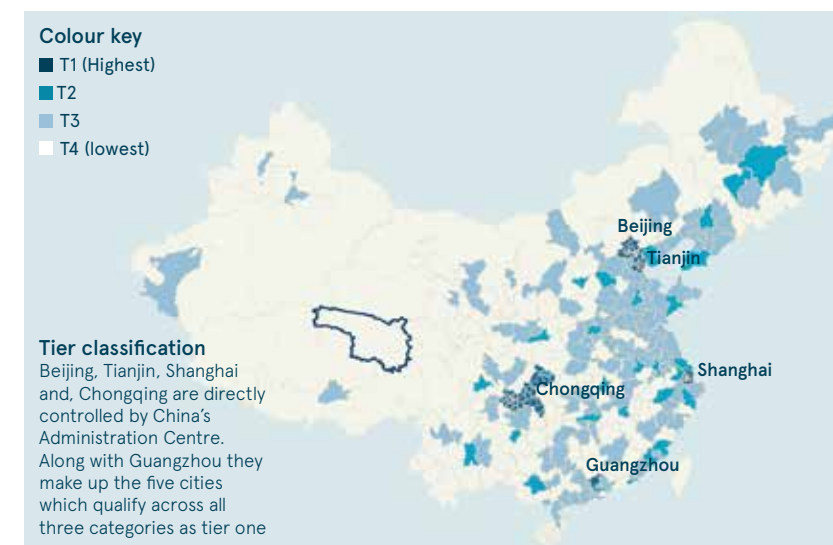 Colour key
T1 (Highest)
T2
T3
T4 (lowest)
Beijing
Tianjin
Shanghai
Chongqing
Guangzhou
Tier classification
Beijing, Tianjin, Shanghai
and, Chongqing are directly
controlled by China's
Administration Centre.
Along with Guangzhou they
make up the five cities
which qualify across all
three categories as tier one